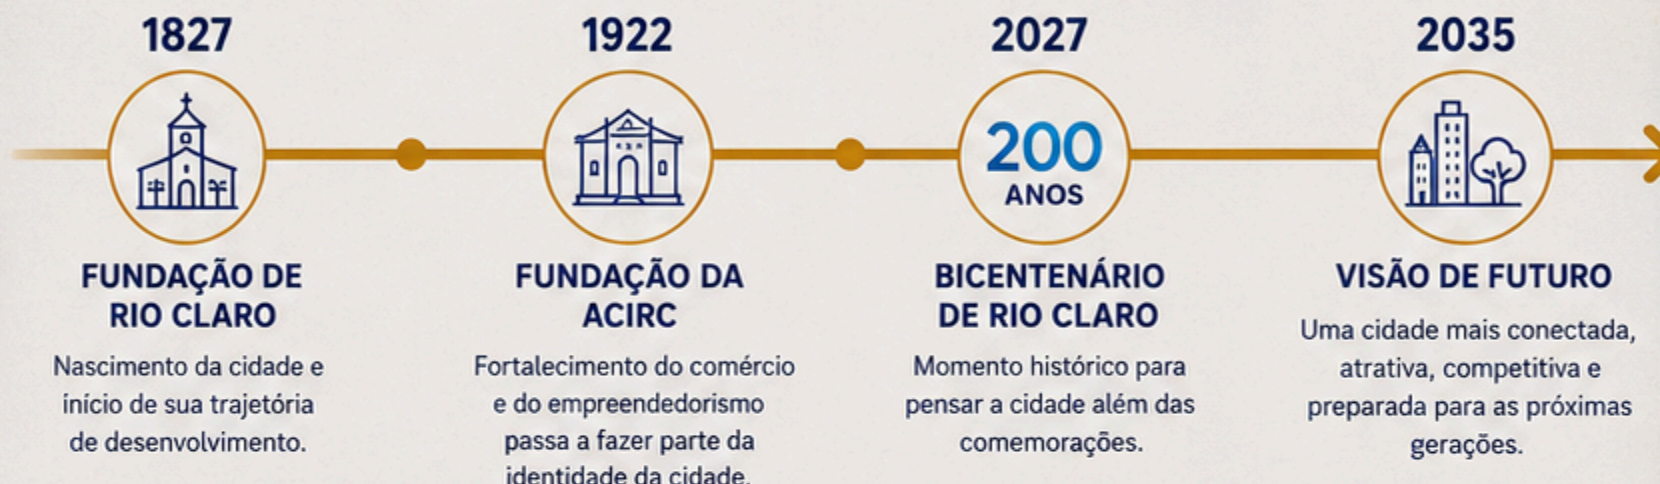 1827
FUNDAÇÃO DE
RIO CLARO
Nascimento da cidade e
início de sua trajetória
de desenvolvimento.
1922
FUNDAÇÃO DA
ACIRC
Fortalecimento do comércio
e do empreendedorismo
passa a fazer parte da
identidade da cidade.
2027
200
ANOS
BICENTENÁRIO
DE RIO CLARO
Momento histórico para
pensar a cidade além das
comemorações.
2035
VISÃO DE FUTURO
Uma cidade mais conectada,
atrativa, competitiva e
preparada para as próximas
gerações.